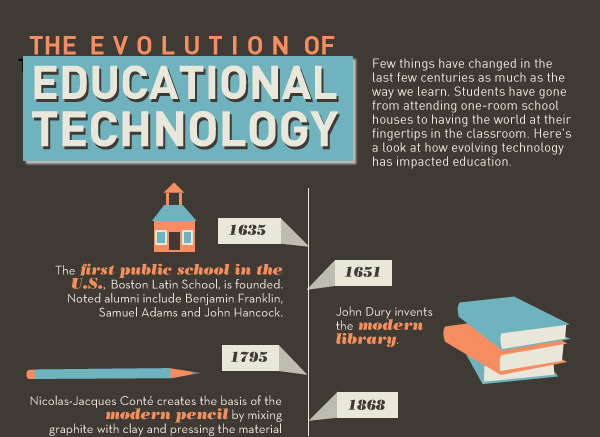 THE EVOLUTION OF
EDUCATIONAL
TECHNOLOGY
Few things have changed in the
last few centuries as much as the
way we learn. Students have gone
from attending one-room school
houses to having the world at their
fingertips in the classroom. Here's
a look at how evolving technology
has impacted education.
1635
The first public school in the
U.S., Boston Latin School, is founded.
Noted alumni include Benjamin Franklin,
Samuel Adams and John Hancock.
1651
John Dury invents
the modern
library.
1795
Nicolas-Jacques Conté creates the basis of the
modern pencil by mixing
graphite with clay and pressing the material
1868